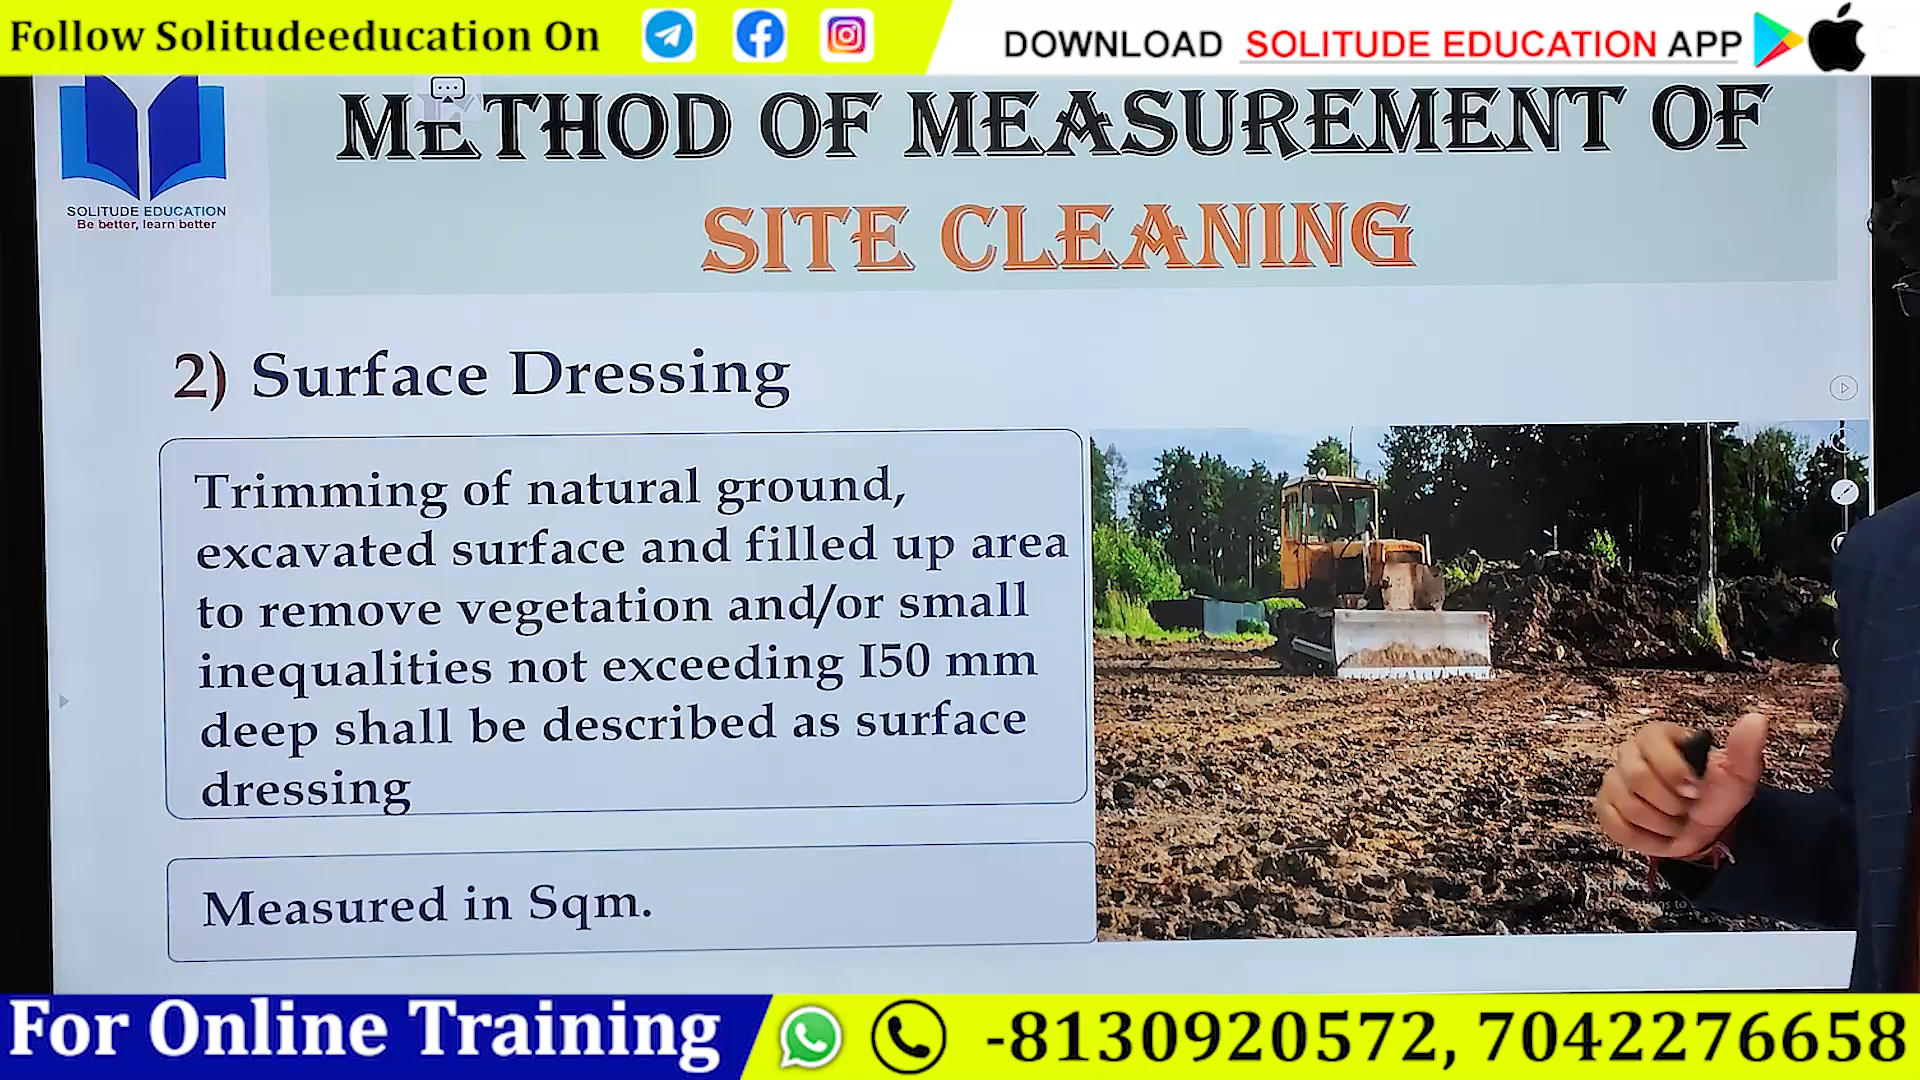 Follow Solitudeeducation On
DOWNLOAD SOLITUDE EDUCATION APP
SOLITUDE EDUCATION
Be better, learn better
METHOD OF MEASUREMENT OF
SITE CLEANING
2) Surface Dressing
Trimming of natural ground,
excavated surface and filled up area
to remove vegetation and/or small
inequalities not exceeding I50 mm
deep shall be described as surface
dressing
Measured in Sqm.
For Online Training
-8130920572, 7042276658